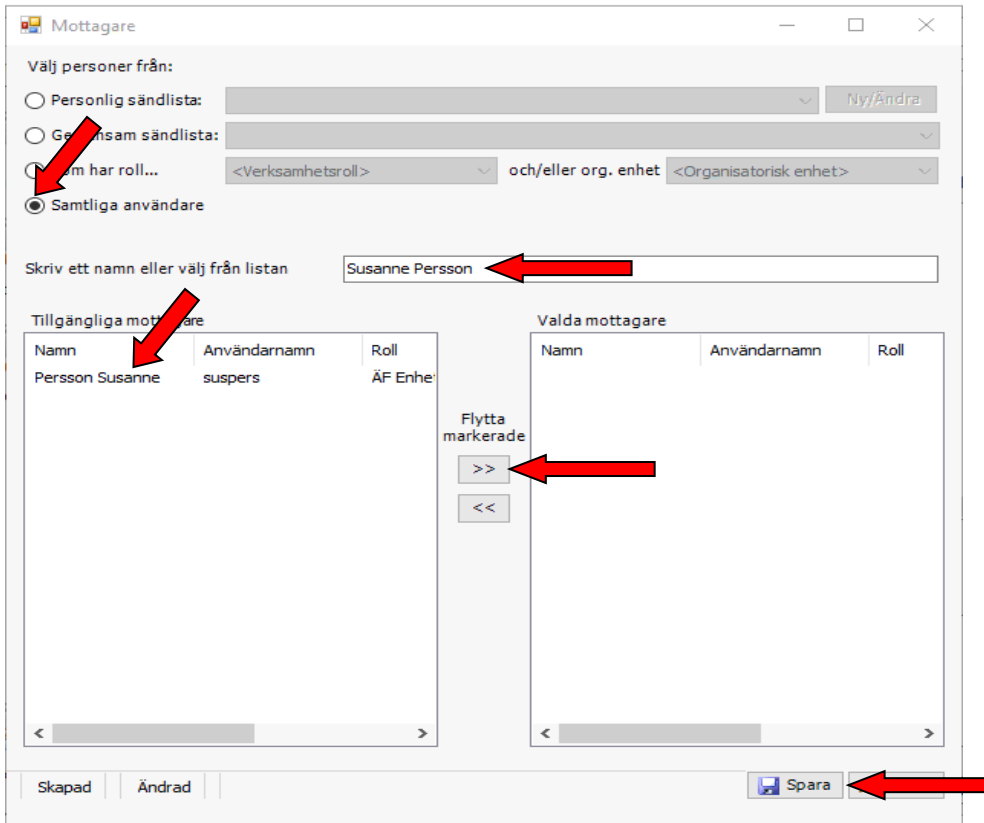 Mottagare
Välj personer från:
Personlig sändlista: Ny/Ändra
sändlista:
har roll... <Verksamhetsroll> och/eller org. enhet <Organisatorisk enhet>
Samtliga användare
Skriv ett namn eller välj från listan Susanne Persson
Tillgängliga Valda mottagare
Namn Användarnamn Roll Namn Användarnamn Roll
Persson Susanne suspers ÄF Enhet
Flytta
markerade
>>
<<
Skapad Ändrad Spara